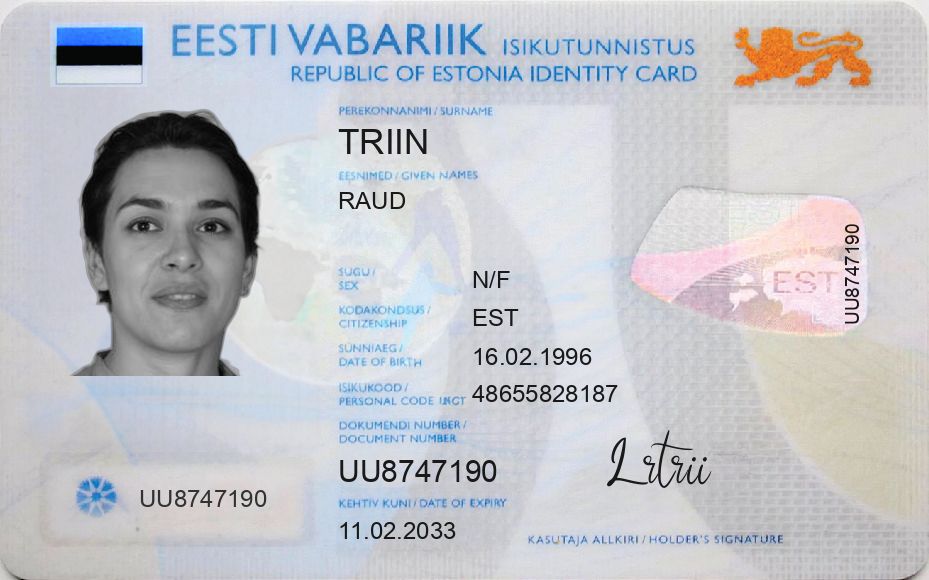 EESTI VABARIIK ISIKUTUNNISTUS
REPUBLIC OF ESTONIA IDENTITY CARD
PEREKONNANIMI / SURNAME
TRIIN
EESNIMED / GIVEN NAMES
RAUD
SUGU /
SEX
N/F
KODAKONDSUS /
CITIZENSHIP
EST
SÜNNIAEG /
DATE OF BIRTH
16.02.1996
ISIKUKOOD /
PERSONAL CODE
48655828187
DOKUMENDI NUMBER /
DOCUMENT NUMBER
UU8747190
KEHTIV KUNI / DATE OF EXPIRY
11.02.2033
UU8747190
EST
UU8747190
Lrtrii
KASUTAJA ALLKIRI / HOLDER'S SIGNATURE